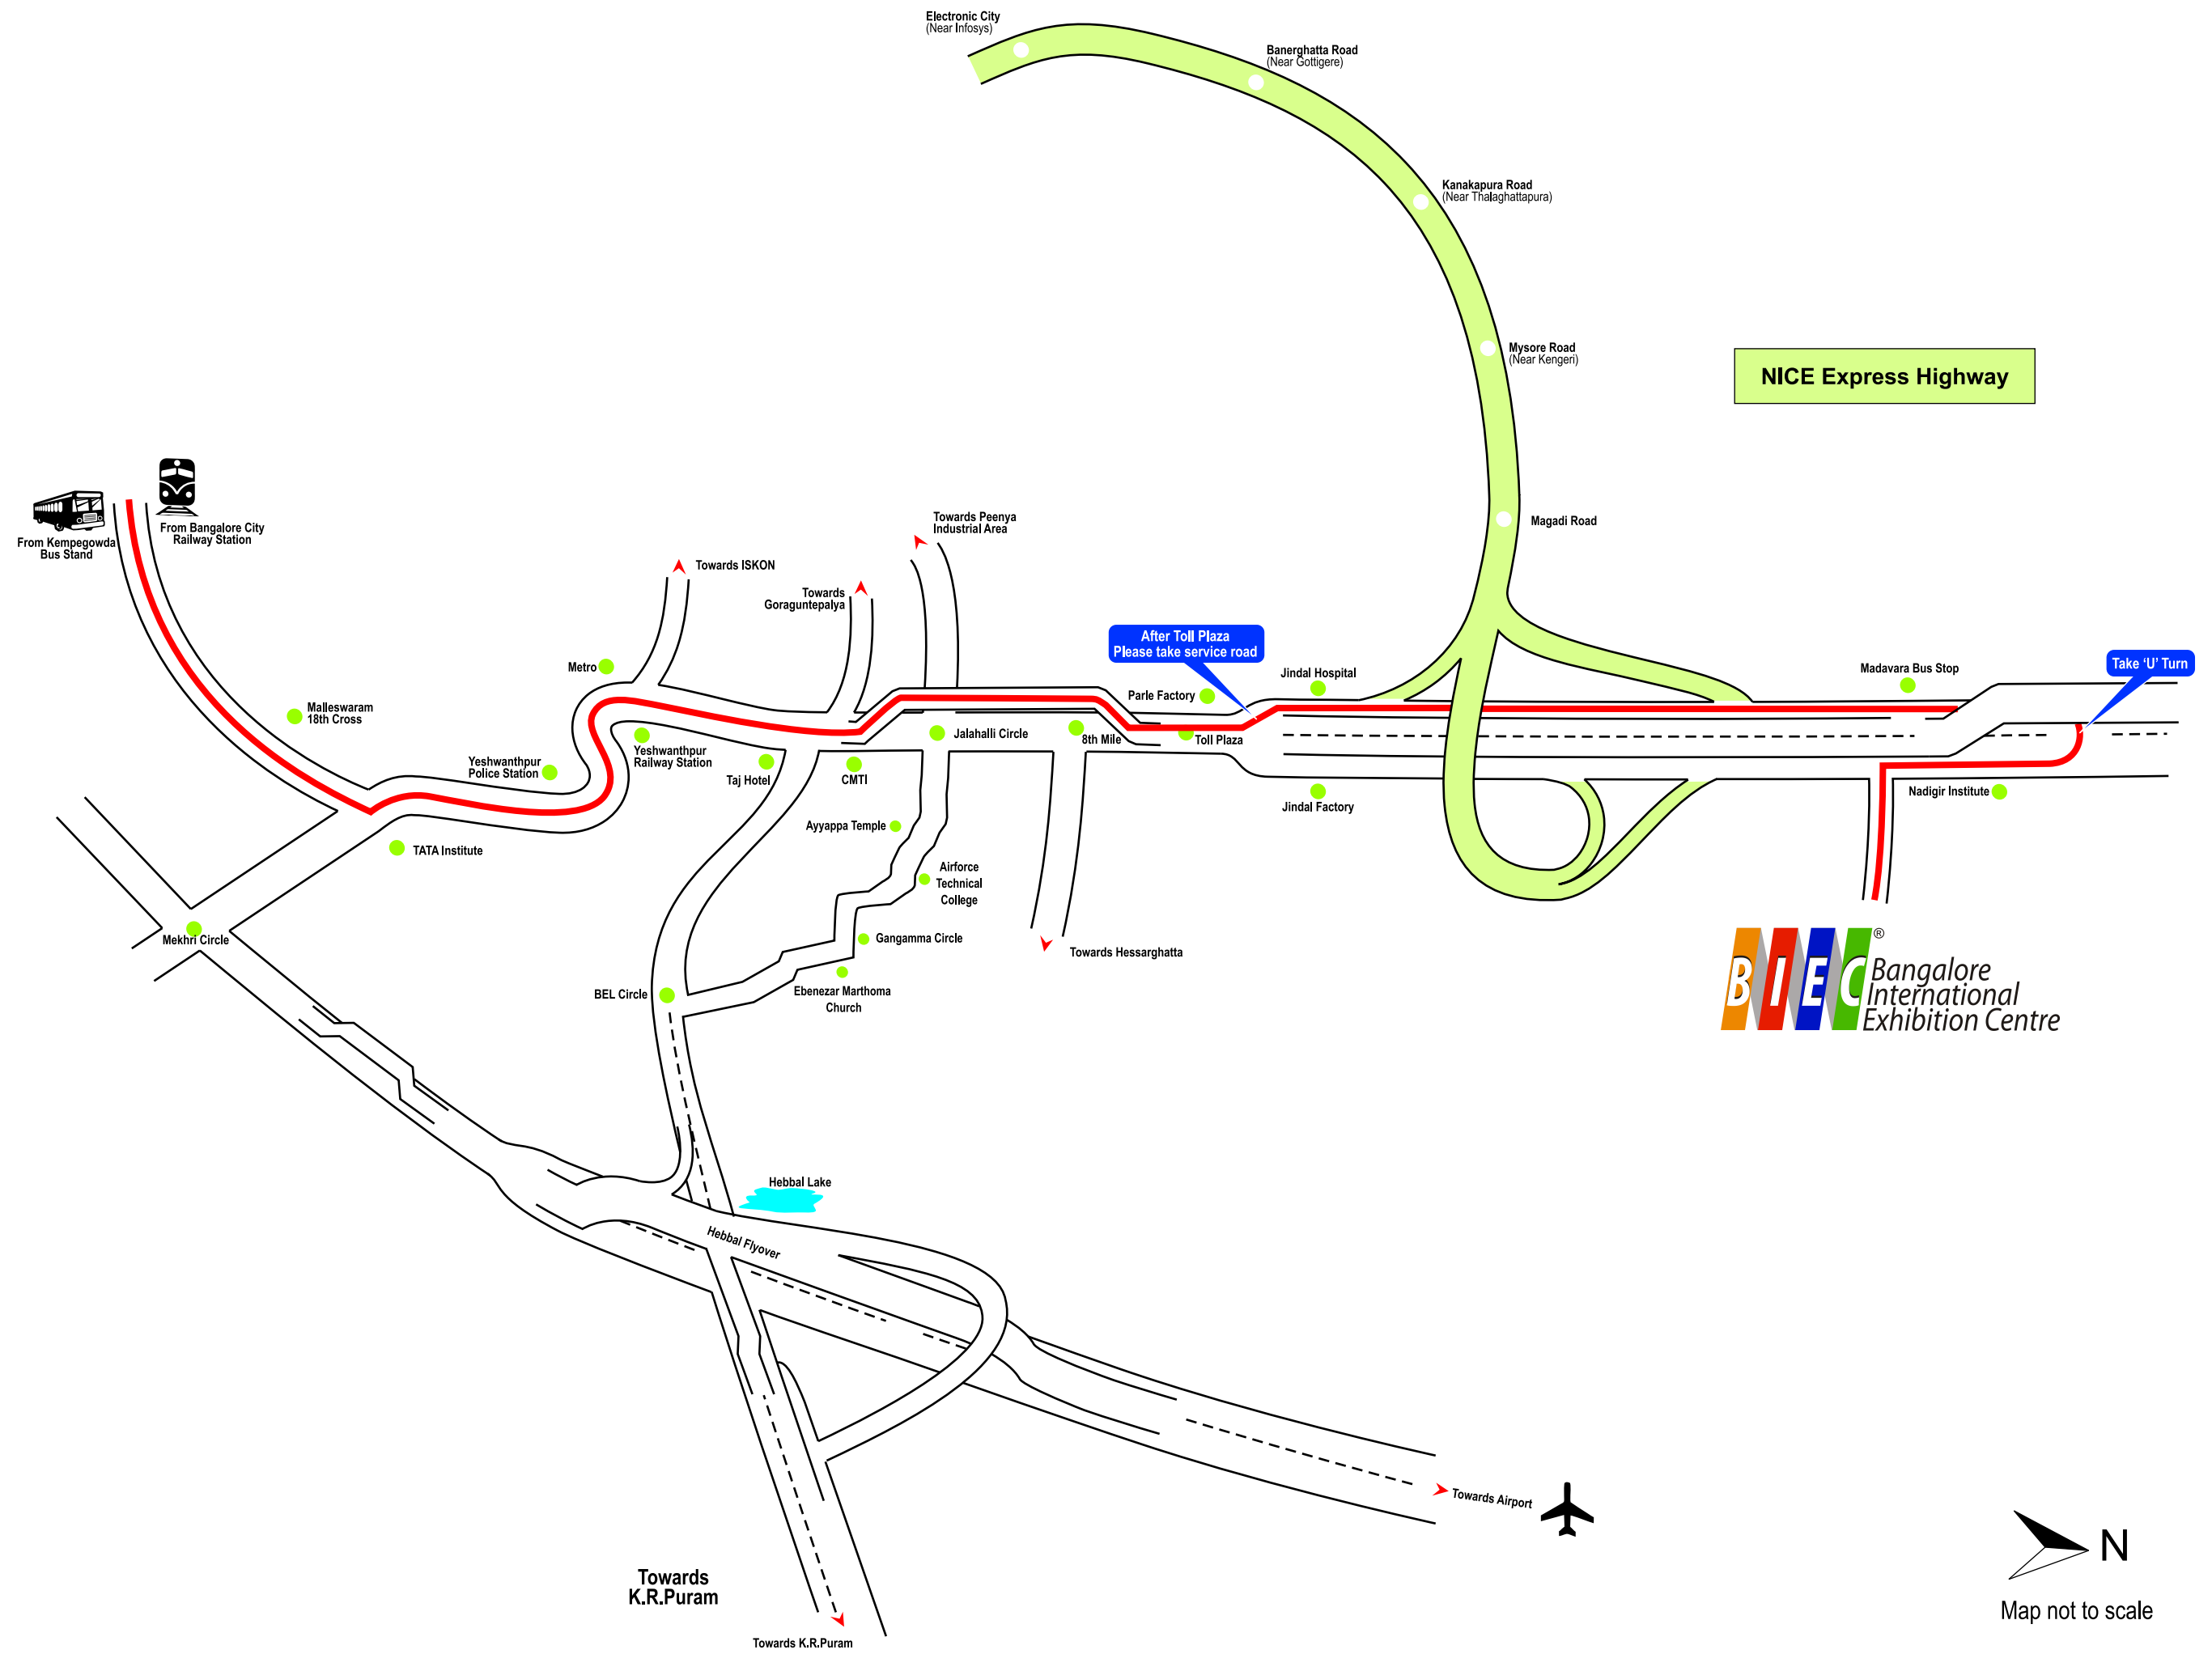 Electronic City
(Near Infosys)
Banerghatta Road
(Near Gottigere)
Kanakapura Road
(Near Thalaghattapura)
Mysore Road
(Near Kengeri)
NICE Express Highway
Magadi Road
From Kempegowda
Bus Stand
From Bangalore City
Railway Station
Towards Peenya
Industrial Area
Towards ISKON
Towards
Goraguntepalya
After Toll Plaza
Please take service road
Metro
Malleswaram
18th Cross
Parle Factory
Jindal Hospital
Madavara Bus Stop
Take ‘U’ Turn
Yeshwanthpur
Police Station
Yeshwanthpur
Railway Station
Taj Hotel
CMTI
Jalahalli Circle
8th Mile
Toll Plaza
Jindal Factory
Nadigir Institute
TATA Institute
Ayyappa Temple
Airforce
Technical
College
Mekhri Circle
Gangamma Circle
Towards Hessarghatta
BEL Circle
Ebenezar Marthoma
Church
BIEC®
Bangalore
International
Exhibition Centre
Hebbal Lake
Hebbal Flyover
Towards Airport
Towards
K.R.Puram
Towards K.R.Puram
N
Map not to scale